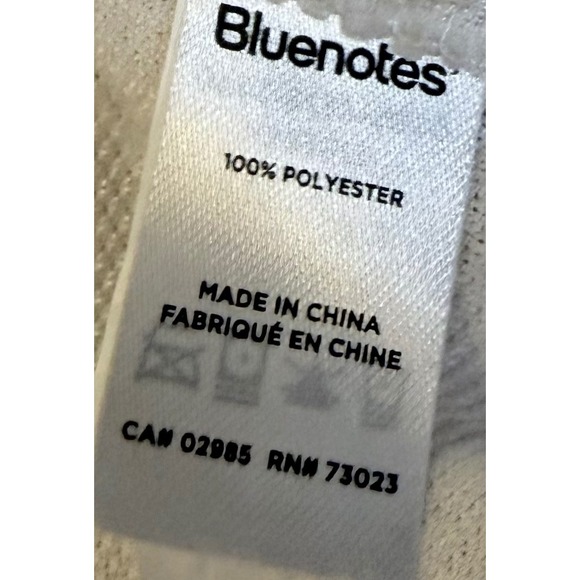 Bluenotes
100% POLYESTER
MADE IN CHINA
FABRIQUÉ EN CHINE
CA# 02985 RN# 73023